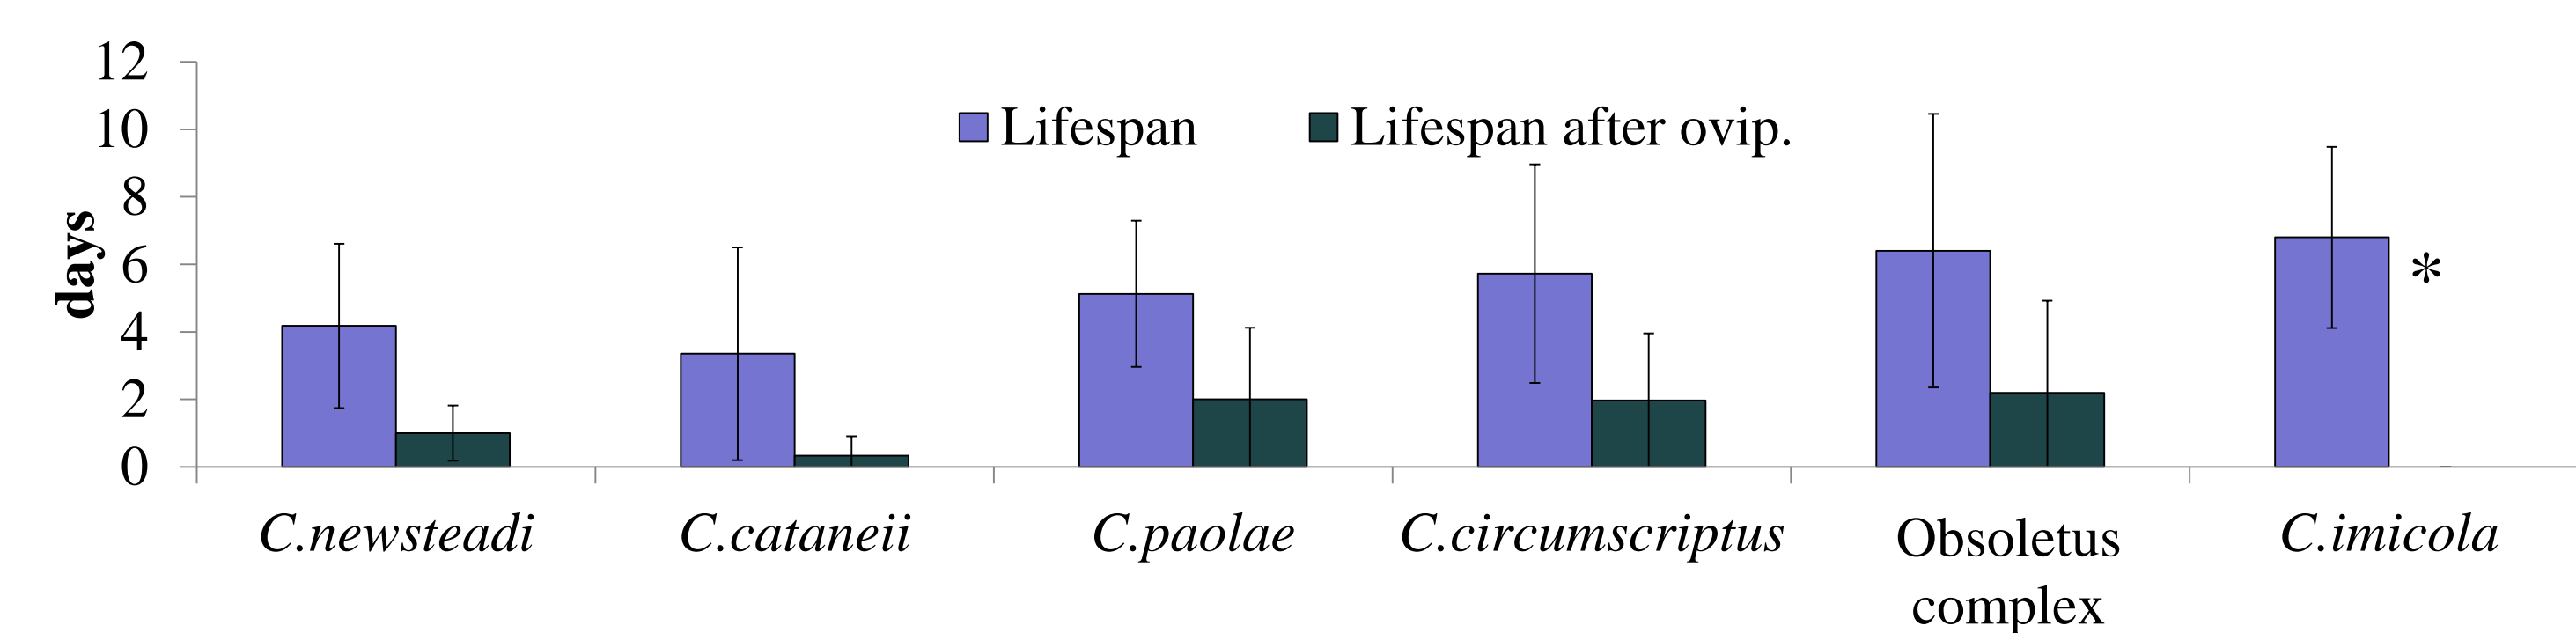 12
10
8
6
4
2
0
days
Lifespan
Lifespan after ovip.
*
C.newsteadi
C.cataneii
C.paolae
C.circumscriptus
Obsoletus
complex
C.imicola